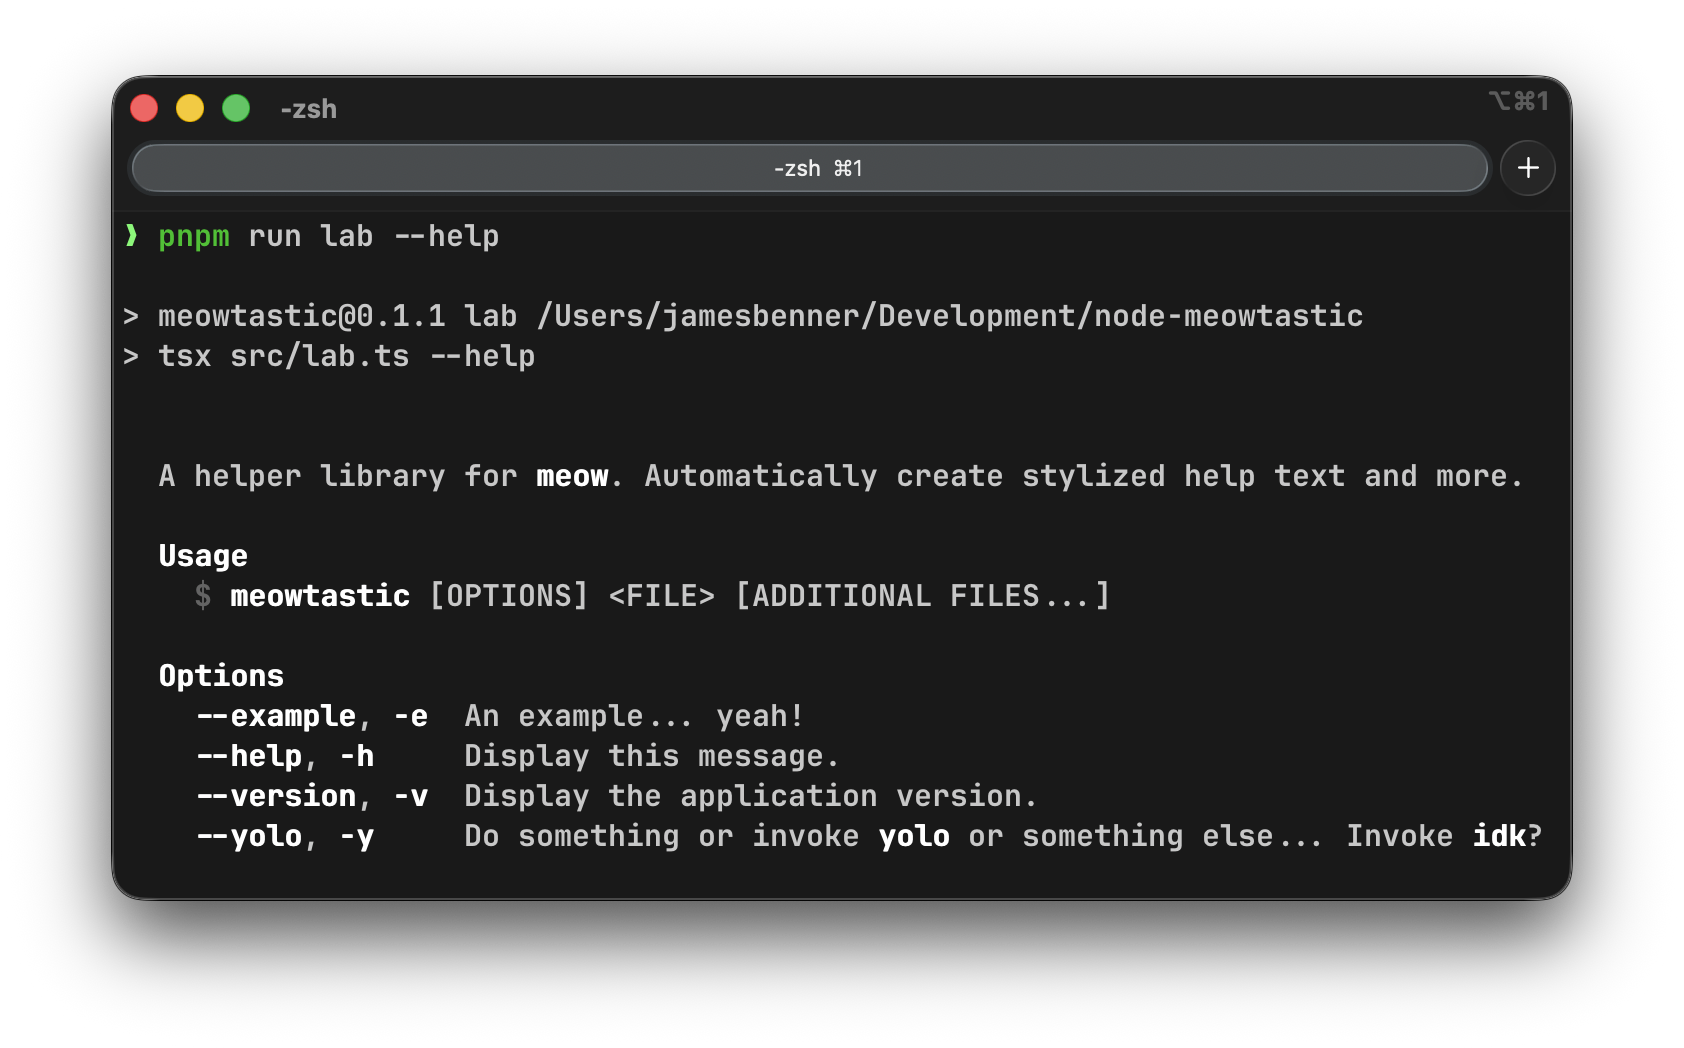 -zsh
⌥⌘1
-zsh ⌘1
+
❯ pnpm run lab --help
> meowtastic@0.1.1 lab /Users/jamesbenner/Development/node-meowtastic
> tsx src/lab.ts --help
A helper library for meow. Automatically create stylized help text and more.
Usage
$ meowtastic [OPTIONS] <FILE> [ADDITIONAL FILES...]
Options
--example, -e  An example... yeah!
--help, -h     Display this message.
--version, -v  Display the application version.
--yolo, -y     Do something or invoke yolo or something else... Invoke idk?